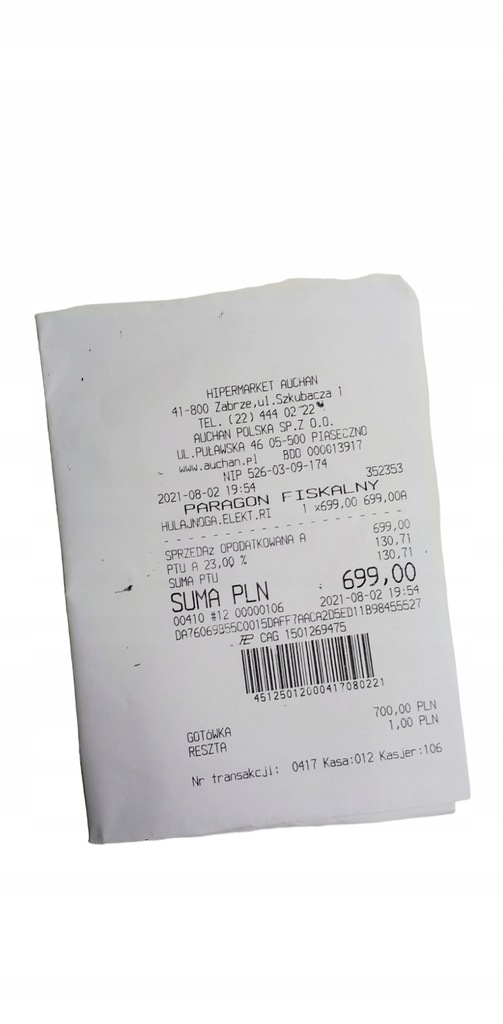 HIPERMARKET AUCHAN
41-800 Zabrze,ul.Szkubacza 1
TEL. (22) 444 02 22
AUCHAN POLSKA SP.Z O.O.
UL.PUŁAWSKA 46 05-500 PIASECZNO
www.auchan.pl BDO 000013917
NIP 526-03-09-174
2021-08-02 19:54 352353
PARAGON FISKALNY
HULAJNOGA.ELEKT.RI 1 x699,00 699,00A
SPRZEDAż OPODATKOWANA A 699,00
PTU A 23,00 % 130,71
SUMA PTU 130,71
SUMA PLN 699,00
00410 #12 00000106 2021-08-02 19:54
DA76069B55C0015DAFF7AACA2D5ED11B98455527
CAG 1501269475
45125012000417080221
GOTóWKA 700,00 PLN
RESZTA 1,00 PLN
Nr transakcji: 0417 Kasa:012 Kasjer:106